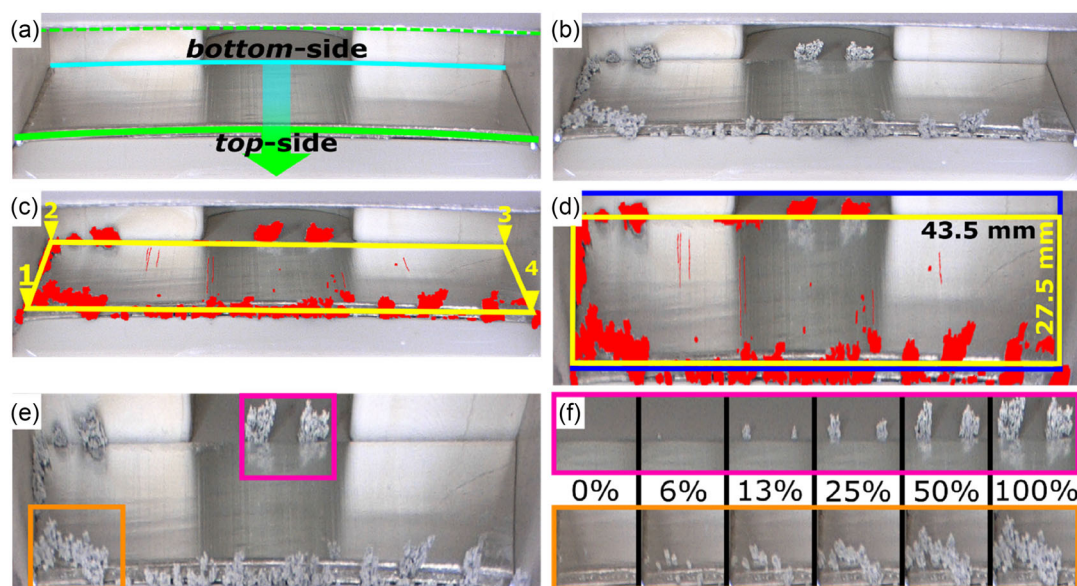 (a)
bottom-side
top-side
(b)
(c)
2
3
1
4
(d)
43.5 mm
27.5 mm
(e)
(f)
0% 6% 13% 25% 50% 100%